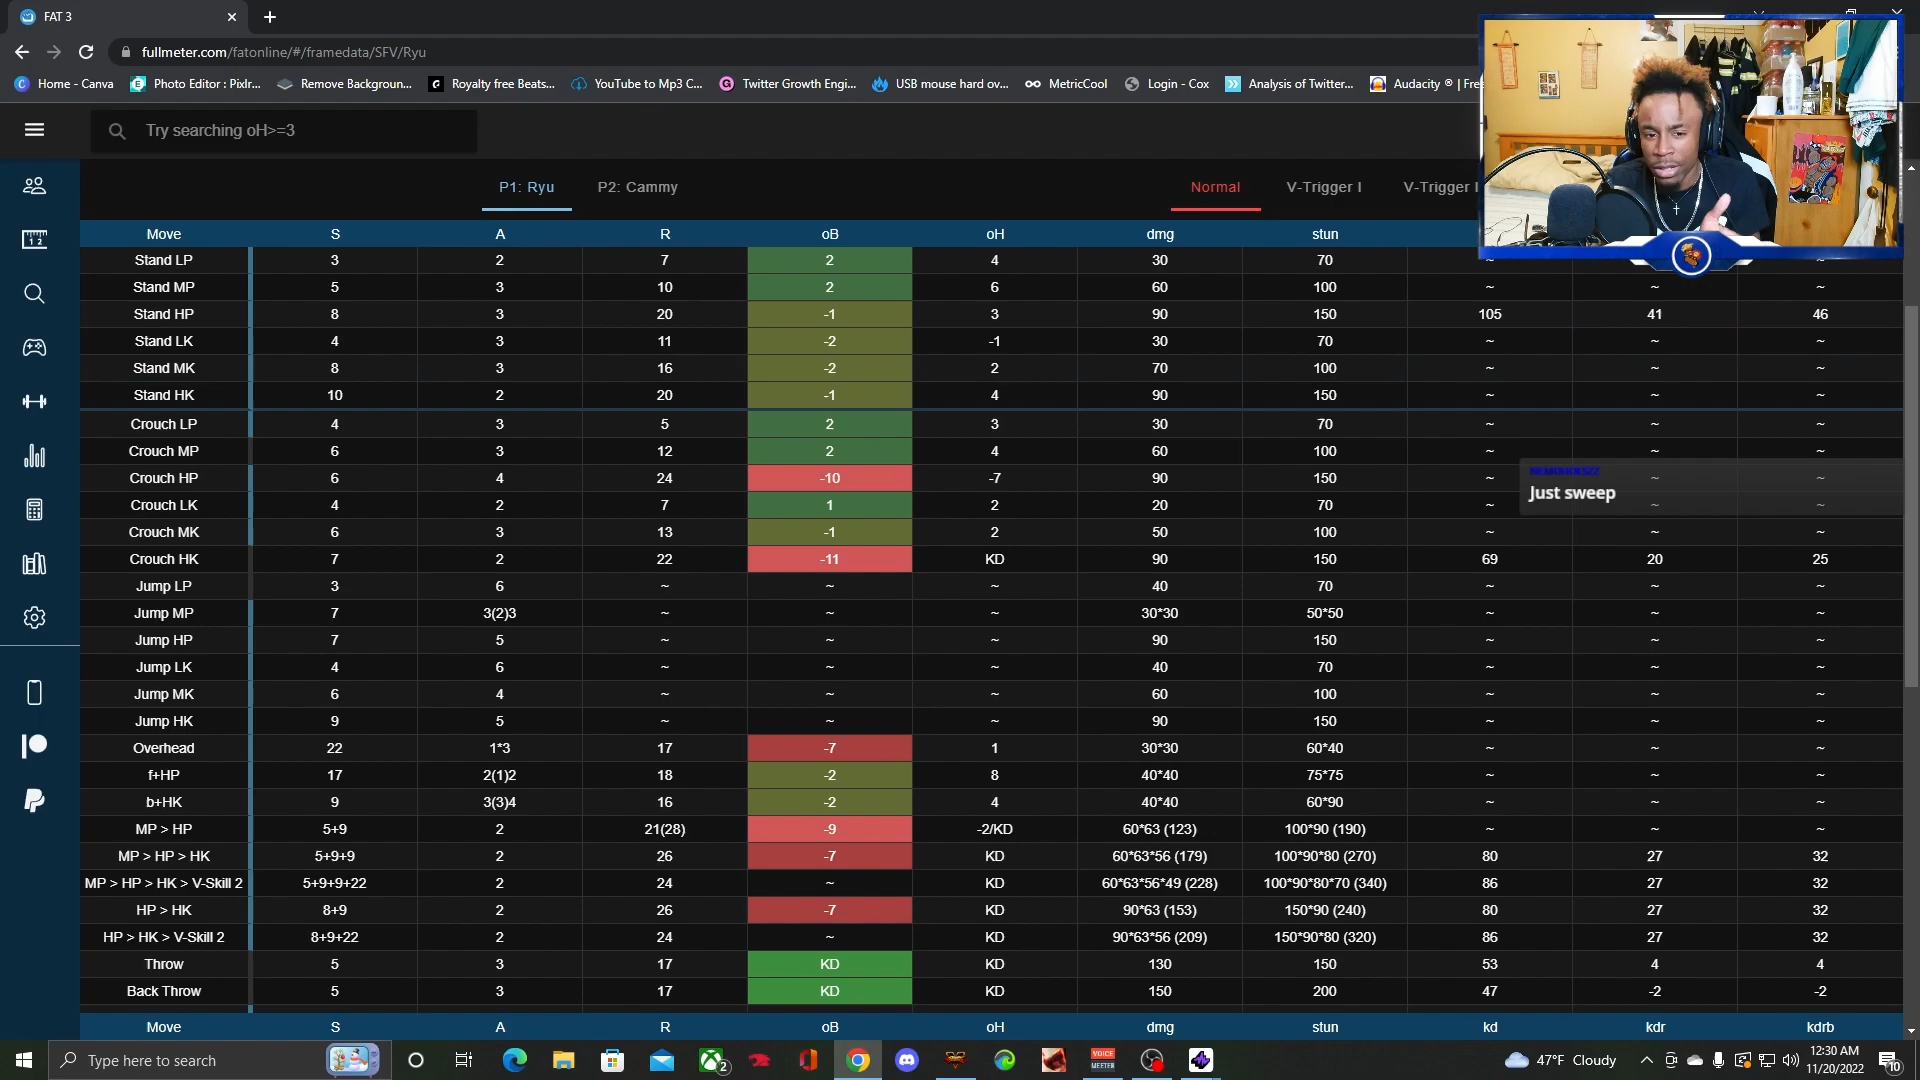 FAT 3
fullmeter.com/fatonline/#/framedata/SFV/Ryu
Home - Canva Photo Editor : Pixlr... Remove Backgroun... Royalty free Beats... YouTube to Mp3 C... Twitter Growth Engi... USB mouse hard ov... MetricCool Login - Cox Analysis of Twitter... Audacity ® | Fre
Try searching oH>=3
P1: Ryu P2: Cammy Normal V-Trigger I V-Trigger I
Move S A R oB oH dmg stun
Stand LP 3 2 7 2 4 30 70 ~ ~ ~
Stand MP 5 3 10 2 6 60 100 ~ ~ ~
Stand HP 8 3 20 -1 3 90 150 105 41 46
Stand LK 4 3 11 -2 -1 30 70 ~ ~ ~
Stand MK 8 3 16 -2 2 70 100 ~ ~ ~
Stand HK 10 2 20 -1 4 90 150 ~ ~ ~
Crouch LP 4 3 5 2 3 30 70 ~ ~ ~
Crouch MP 6 3 12 2 4 60 100 ~ ~ ~
Crouch HP 6 4 24 -10 -7 90 150 ~ ~ ~
Just sweep
Crouch LK 4 2 7 1 2 20 70 ~ ~ ~
Crouch MK 6 3 13 -1 2 50 100 ~ ~ ~
Crouch HK 7 2 22 -11 KD 90 150 69 20 25
Jump LP 3 6 ~ ~ ~ 40 70 ~ ~ ~
Jump MP 7 3(2)3 ~ ~ ~ 30*30 50*50 ~ ~ ~
Jump HP 7 5 ~ ~ ~ 90 150 ~ ~ ~
Jump LK 4 6 ~ ~ ~ 40 70 ~ ~ ~
Jump MK 6 4 ~ ~ ~ 60 100 ~ ~ ~
Jump HK 9 5 ~ ~ ~ 90 150 ~ ~ ~
Overhead 22 1*3 17 -7 1 30*30 60*40 ~ ~ ~
f+HP 17 2(1)2 18 -2 8 40*40 75*75 ~ ~ ~
b+HK 9 3(3)4 16 -2 4 40*40 60*90 ~ ~ ~
MP > HP 5+9 2 21(28) -9 -2/KD 60*63 (123) 100*90 (190) ~ ~ ~
MP > HP > HK 5+9+9 2 26 -7 KD 60*63*56 (179) 100*90*80 (270) 80 27 32
MP > HP > HK > V-Skill 2 5+9+9+22 2 24 ~ KD 60*63*56*49 (228) 100*90*80*70 (340) 86 27 32
HP > HK 8+9 2 26 -7 KD 90*63 (153) 150*90 (240) 80 27 32
HP > HK > V-Skill 2 8+9+22 2 24 ~ KD 90*63*56 (209) 150*90*80 (320) 86 27 32
Throw 5 3 17 KD KD 130 150 53 4 4
Back Throw 5 3 17 KD KD 150 200 47 -2 -2
Move S A R oB oH dmg stun kd kdr kdrb
Type here to search 2 VOICE MEETER 47°F Cloudy 12:30 AM 10
11/20/2022